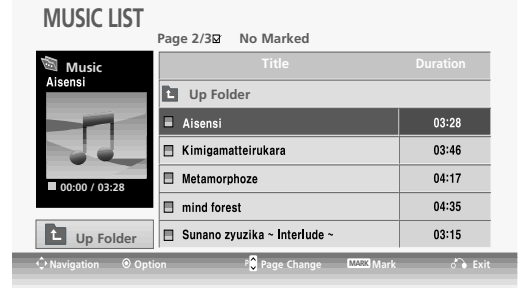 MUSIC LIST
Page 2/3 No Marked
Music
Aisensi
00:00 / 03:28
Up Folder
Title Duration
Up Folder
Aisensi 03:28
Kimigamatteirukara 03:46
Metamorphoze 04:17
mind forest 04:35
Sunano zyuzika ~ Interlude ~ 03:15
Navigation Option P Page Change MARK Mark Exit